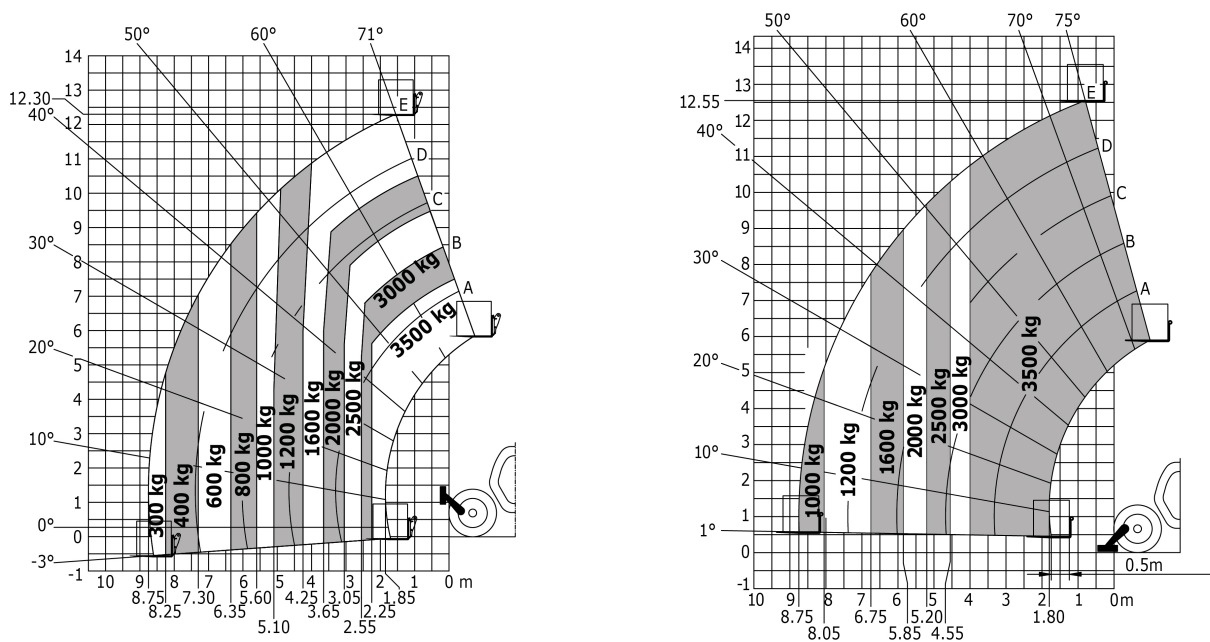 50° 60° 71°
14
13
12.30
12
40°
11
10
9
30°
8
7
6
20°
5
4
3
10°
2
1
0°
0
-3°
-1
E
D
C
B
A
3000 kg
3500 kg
300 kg
400 kg
600 kg
800 kg
1000 kg
1200 kg
1600 kg
2000 kg
2500 kg
10 9 8 7 6 5 4 3 2 1 0 m
8.75 7.30 5.60 4.25 3.05 1.85
8.25 6.35 3.65 2.25
5.10 2.55
50° 60° 70° 75°
14
13
12.55
12
40°
11
10
9
30°
8
7
6
20°
5
4
3
10°
2
1
1°
0
-1
E
D
C
B
A
1000 kg
1200 kg
1600 kg
2000 kg
2500 kg
3000 kg
3500 kg
0.5m
10 9 8 7 6 5 4 3 2 1 0m
8.75 6.75 5.20 1.80
8.05 5.85 4.55